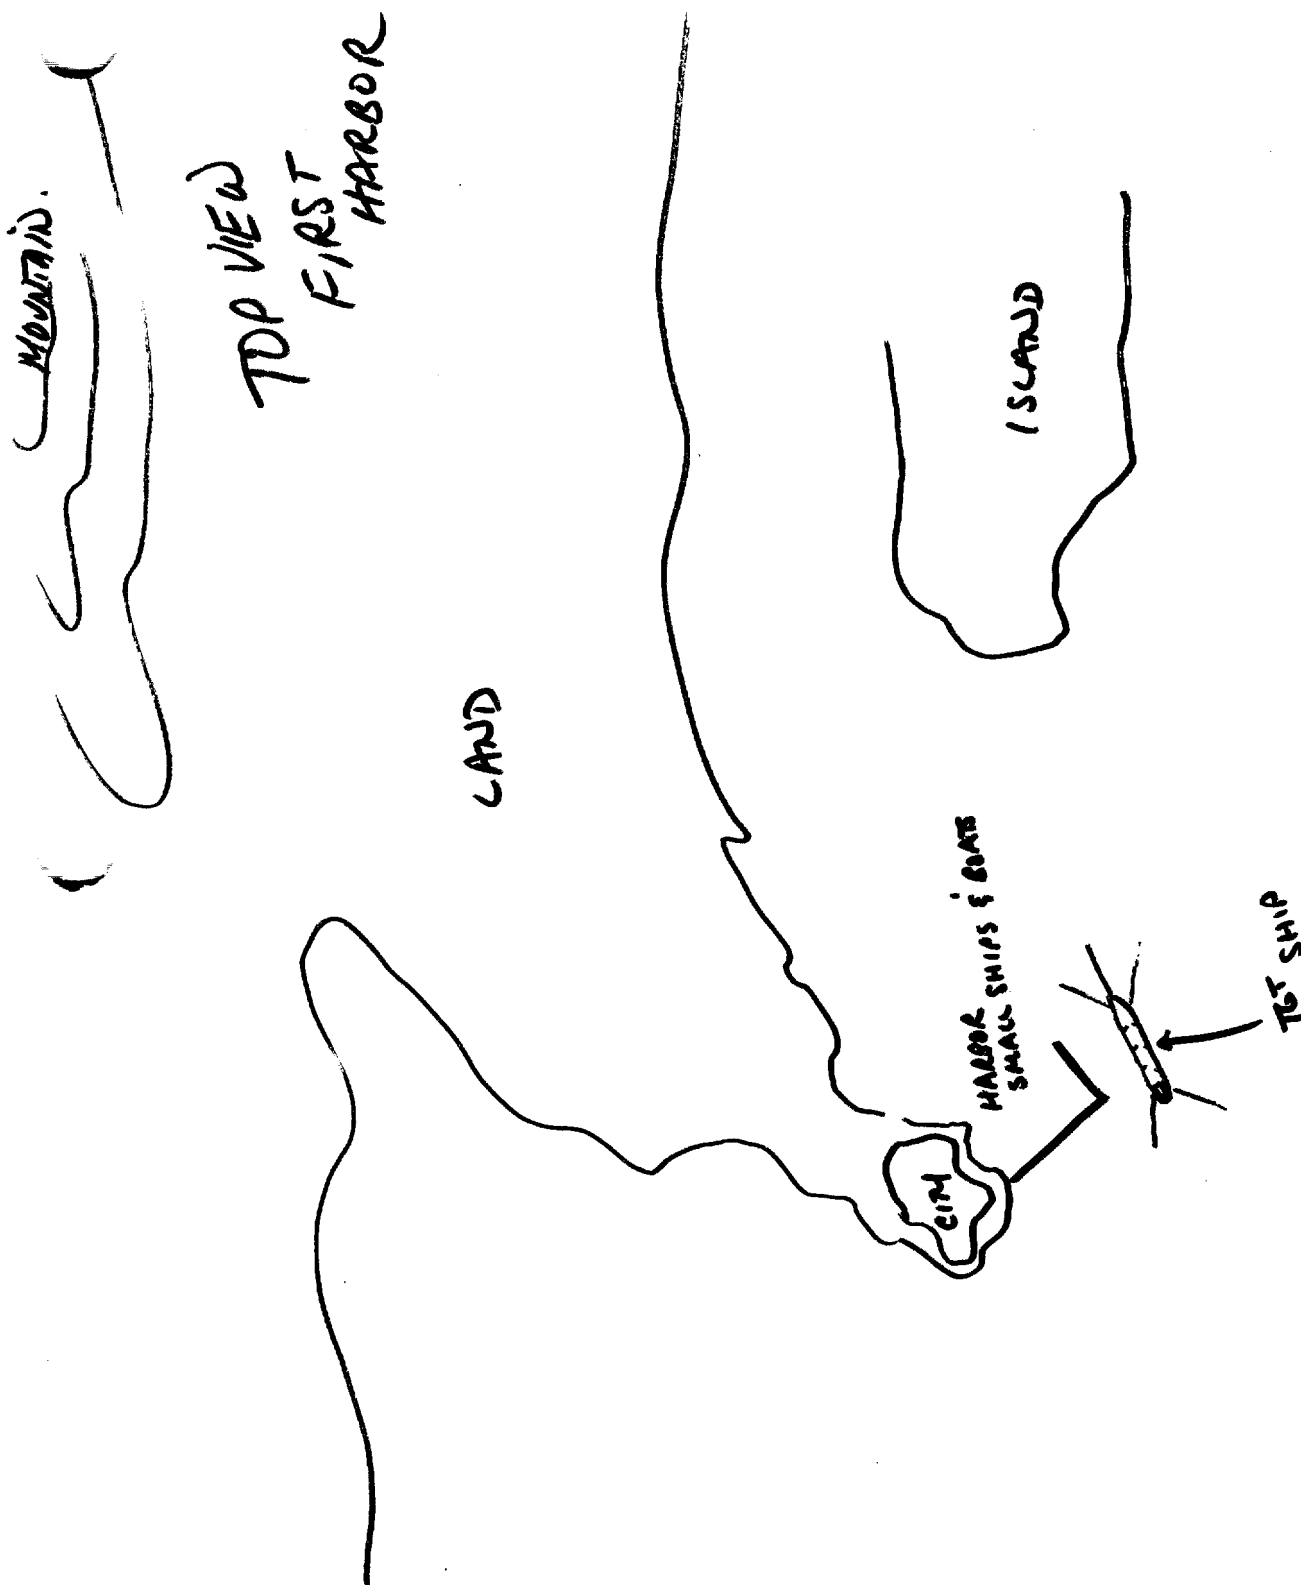 MOUNTAIN.
TOP VIEW
FIRST
HARBOR
LAND
ISLAND
HARBOR
SMALL SHIPS & BOATS
CITY
TGT SHIP